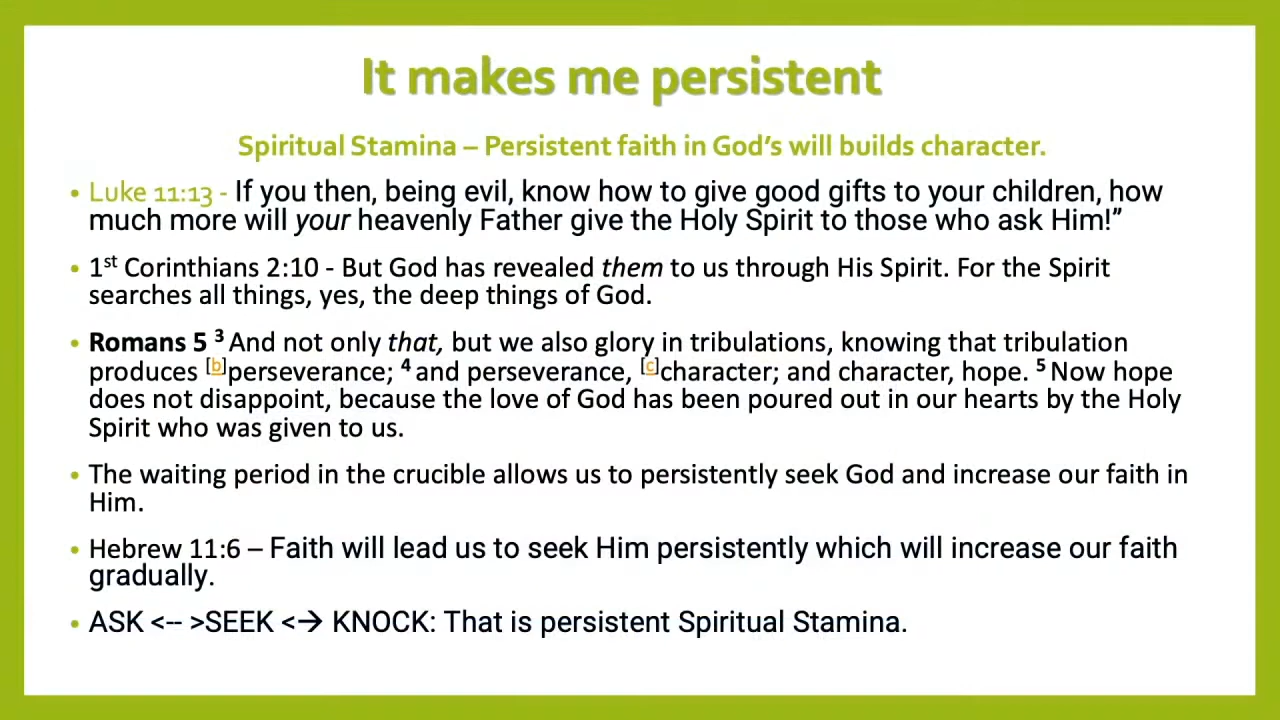 It makes me persistent
Spiritual Stamina – Persistent faith in God's will builds character.
• Luke 11:13 - If you then, being evil, know how to give good gifts to your children, how
much more will your heavenly Father give the Holy Spirit to those who ask Him!”
• 1st Corinthians 2:10 - But God has revealed them to us through His Spirit. For the Spirit
searches all things, yes, the deep things of God.
• Romans 5 3 And not only that, but we also glory in tribulations, knowing that tribulation
produces [b]perseverance; 4 and perseverance, [c]character; and character, hope. 5 Now hope
does not disappoint, because the love of God has been poured out in our hearts by the Holy
Spirit who was given to us.
• The waiting period in the crucible allows us to persistently seek God and increase our faith in
Him.
• Hebrew 11:6 – Faith will lead us to seek Him persistently which will increase our faith
gradually.
• ASK <-- >SEEK <→ KNOCK: That is persistent Spiritual Stamina.